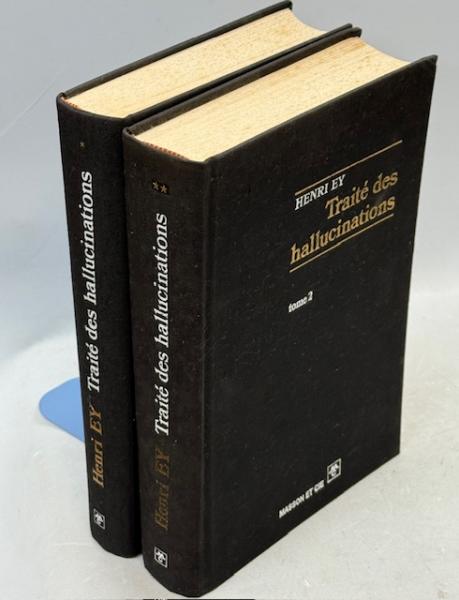 *
Henri EY Traité des hallucinations
**
Henri EY Traité des hallucinations
HENRI EY
Traité des
hallucinations
tome 2
MASSON ET CIE